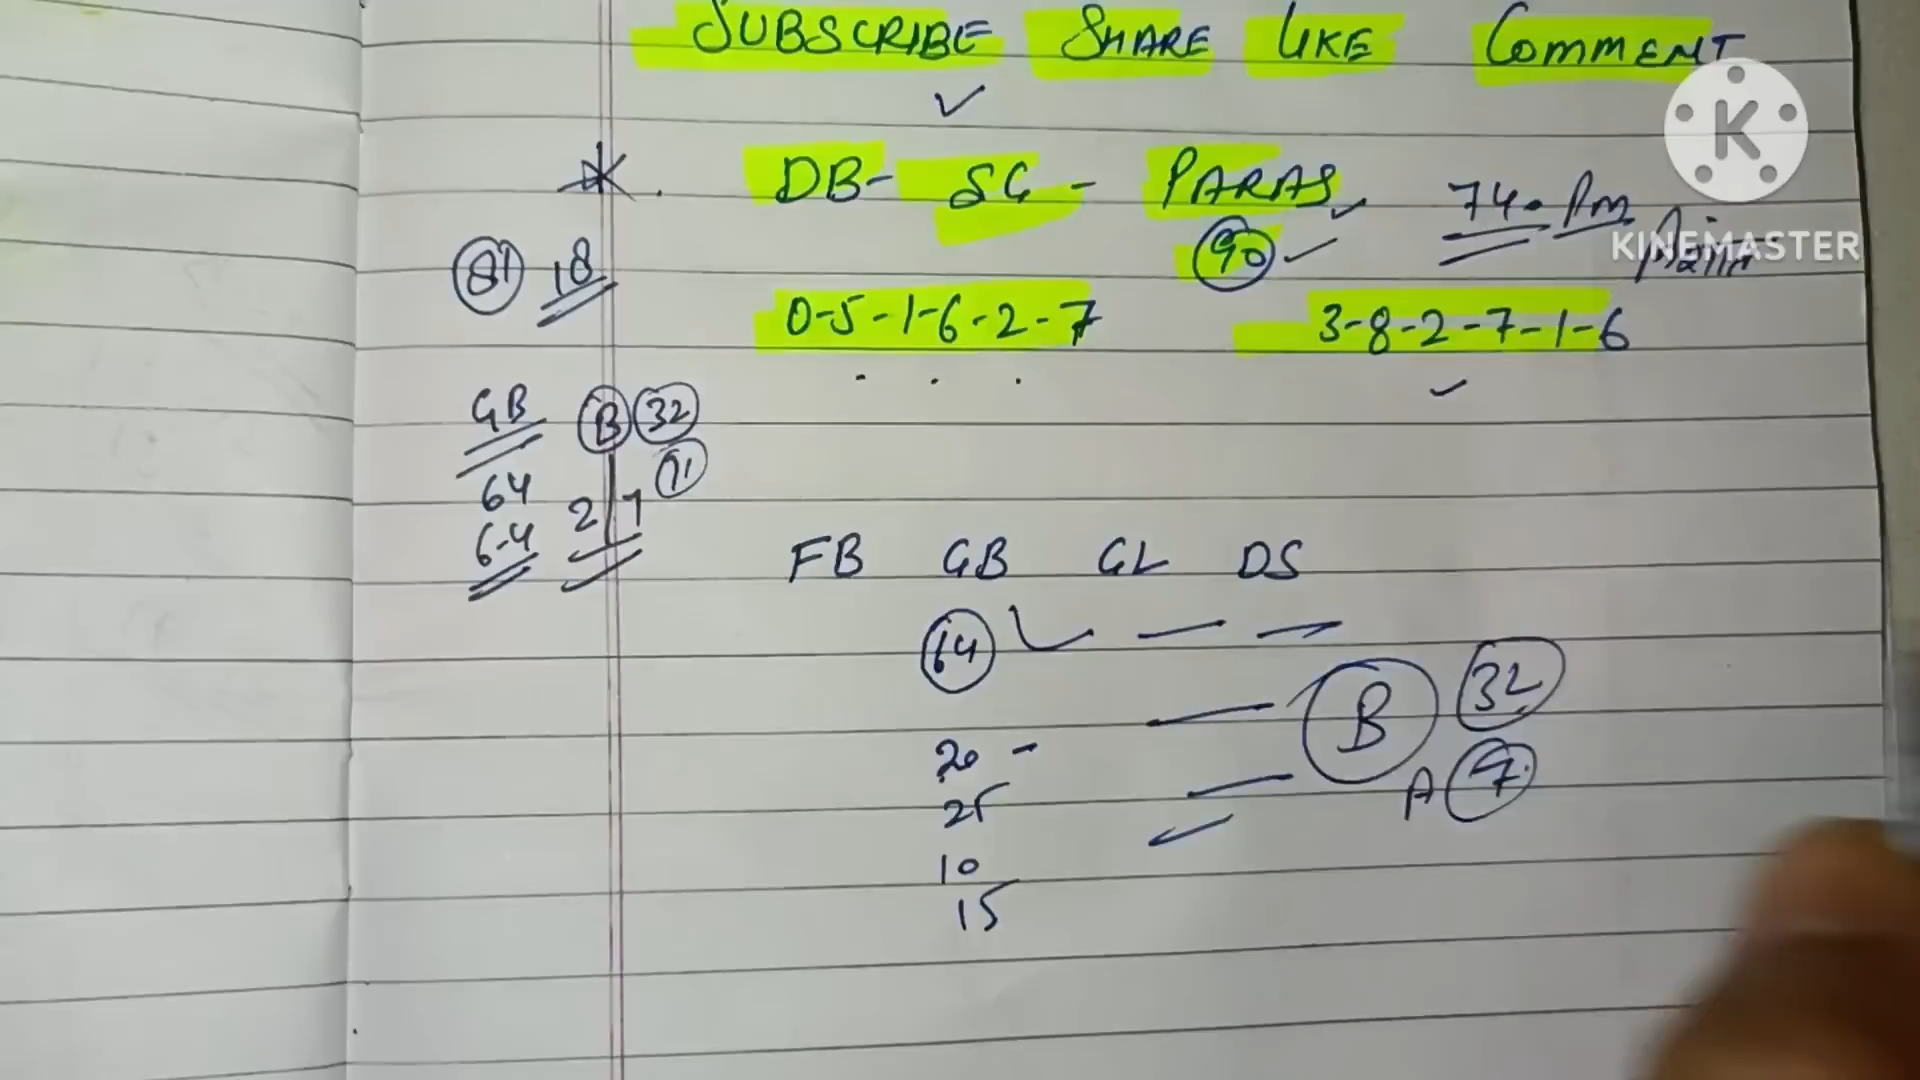 SUBSCRIBE SHARE LIKE COMMENT
DB- SG - PARAS 74. Pm
K
KINEMASTER
90
81 18
0-5-1-6-2-7 3-8-2-7-1-6
GB B 32
64
6-4 2 1
FB GB GL DS
64
B 32
20 -
A 7
25
10
15